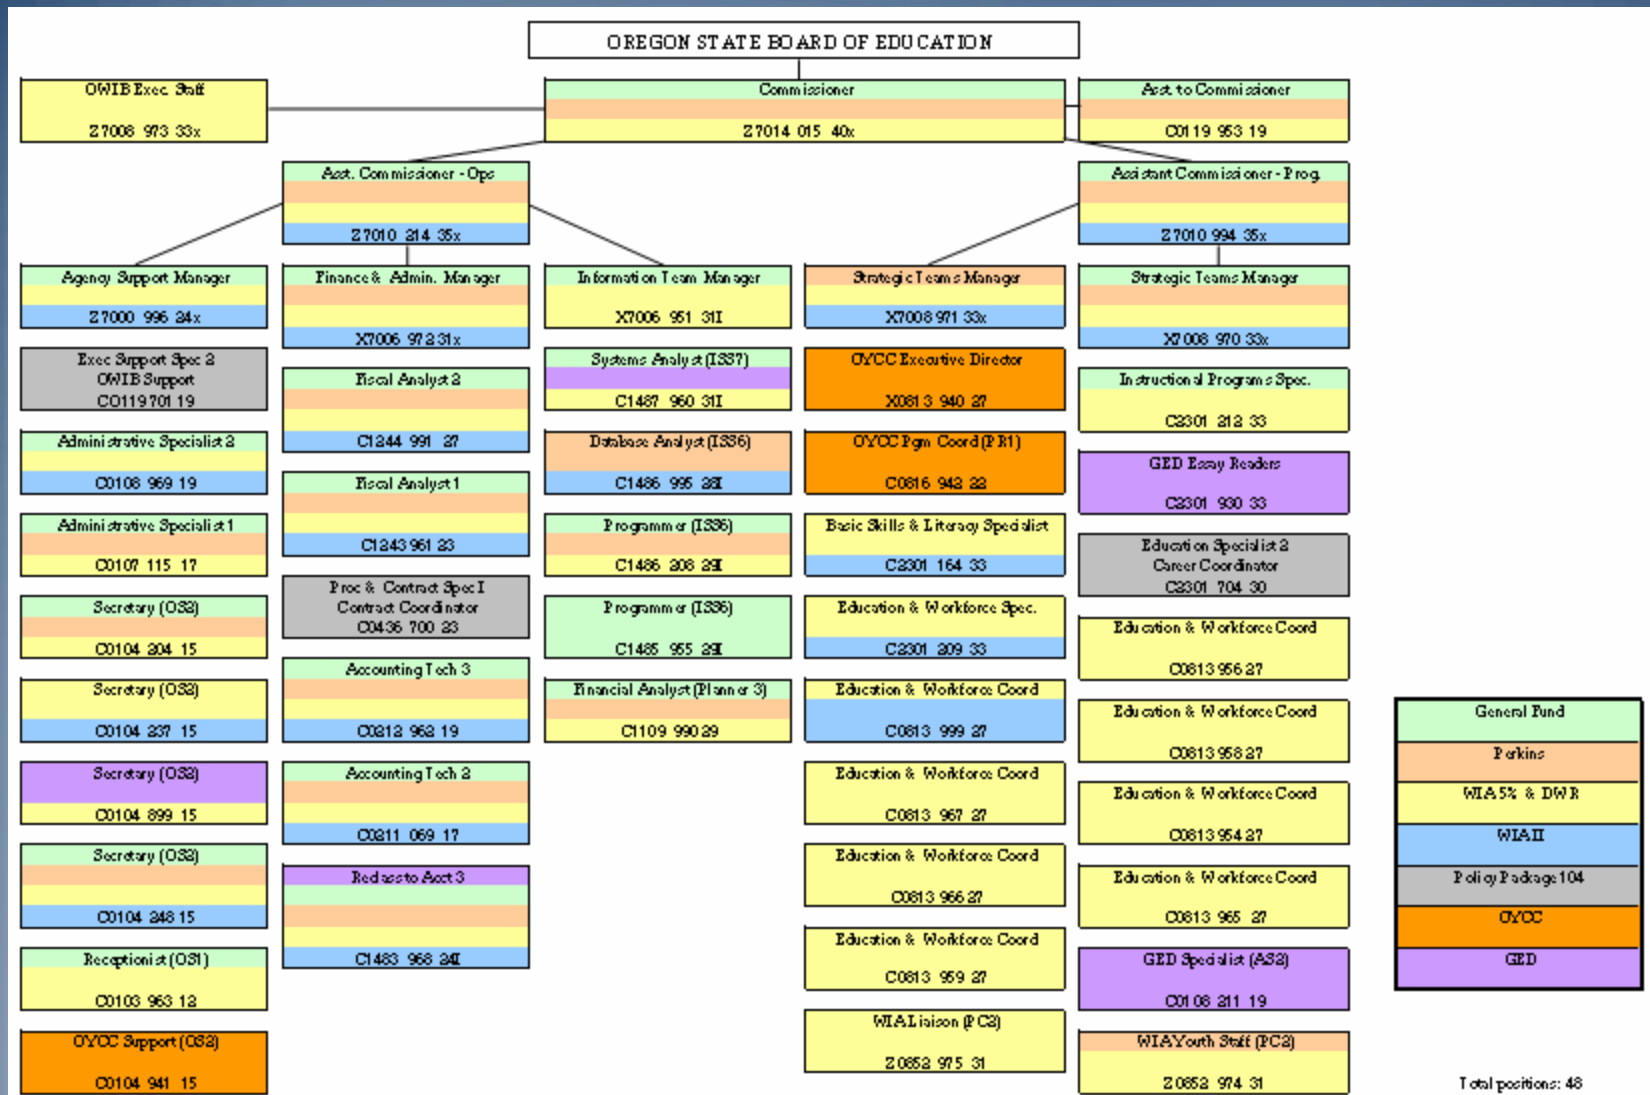 OREGON STATE BOARD OF EDUCATION
OWIB Exec. Staff
Z7008 973 33x
Commissioner
Z7014 015 40x
Asst. to Commissioner
C0119 953 19
Asst. Commissioner - Ops
Z7010 214 35x
Assistant Commissioner - Prog.
Z7010 994 35x
Agency Support Manager
Z7000 996 24x
Exec Support Spec 2
OWIB Support
C0119 701 19
Administrative Specialist 2
C0108 969 19
Administrative Specialist 1
C0107 115 17
Secretary (OS2)
C0104 204 15
Secretary (OS2)
C0104 237 15
Secretary (OS2)
C0104 899 15
Secretary (OS2)
C0104 248 15
Receptionist (OS1)
C0103 963 12
OYCC Support (OS2)
C0104 941 15
Finance & Admin. Manager
X7006 972 31x
Fiscal Analyst 2
C1244 991 27
Fiscal Analyst 1
C1243 961 23
Proc & Contract Spec I
Contract Coordinator
C0436 700 23
Accounting Tech 3
C0212 962 19
Accounting Tech 2
C0211 069 17
Reclass to Acct 3
C1483 968 24I
Information Team Manager
X7006 951 31I
Systems Analyst (ISS7)
C1487 960 31I
Database Analyst (ISS6)
C1486 995 28I
Programmer (ISS6)
C1486 208 29I
Programmer (ISS6)
C1485 955 29I
Financial Analyst (Planner 3)
C1109 990 29
Strategic Teams Manager
X7008 971 33x
OYCC Executive Director
X0813 940 27
OYCC Pgm Coord (PR1)
C0816 942 22
Basic Skills & Literacy Specialist
C2301 164 33
Education & Workforce Spec.
C2301 209 33
Education & Workforce Coord
C0813 999 27
Education & Workforce Coord
C0813 967 27
Education & Workforce Coord
C0813 966 27
Education & Workforce Coord
C0813 959 27
WIA Liaison (PC2)
Z0852 975 31
Strategic Teams Manager
X7008 970 33x
Instructional Programs Spec.
C2301 212 33
GED Essay Readers
C2301 930 33
Education Specialist 2
Career Coordinator
C2301 704 30
Education & Workforce Coord
C0813 956 27
Education & Workforce Coord
C0813 958 27
Education & Workforce Coord
C0813 954 27
Education & Workforce Coord
C0813 965 27
GED Specialist (AS2)
C0108 211 19
WIA Youth Staff (PC2)
Z0852 974 31
General Fund
Perkins
WIA 5% & DWR
WIA II
Policy Package 104
OYCC
GED
Total positions: 48